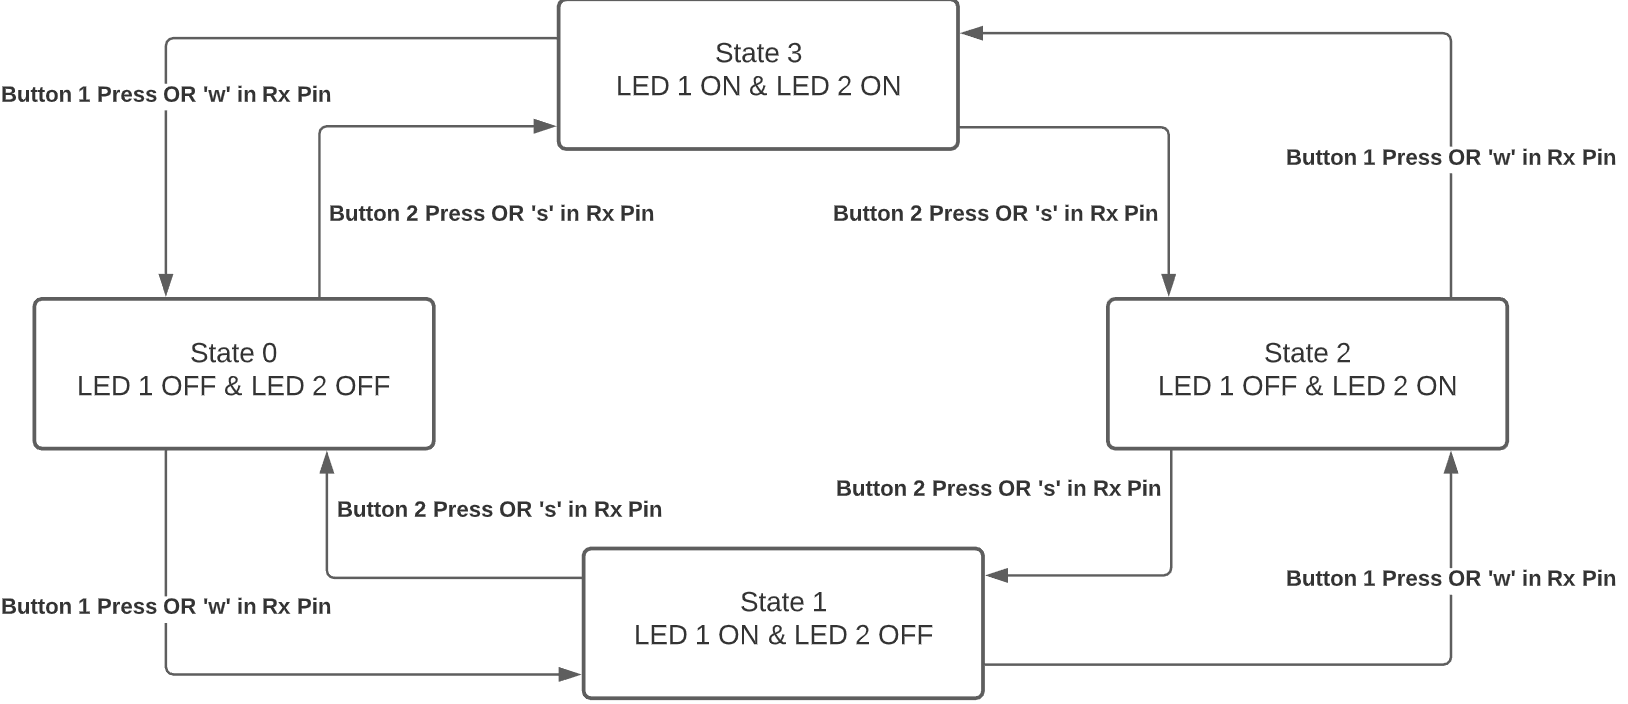 State 3
LED 1 ON & LED 2 ON
Button 1 Press OR 'w' in Rx Pin
Button 1 Press OR 'w' in Rx Pin
Button 2 Press OR 's' in Rx Pin
Button 2 Press OR 's' in Rx Pin
State 0
LED 1 OFF & LED 2 OFF
State 2
LED 1 OFF & LED 2 ON
Button 2 Press OR 's' in Rx Pin
Button 2 Press OR 's' in Rx Pin
Button 1 Press OR 'w' in Rx Pin
Button 1 Press OR 'w' in Rx Pin
State 1
LED 1 ON & LED 2 OFF